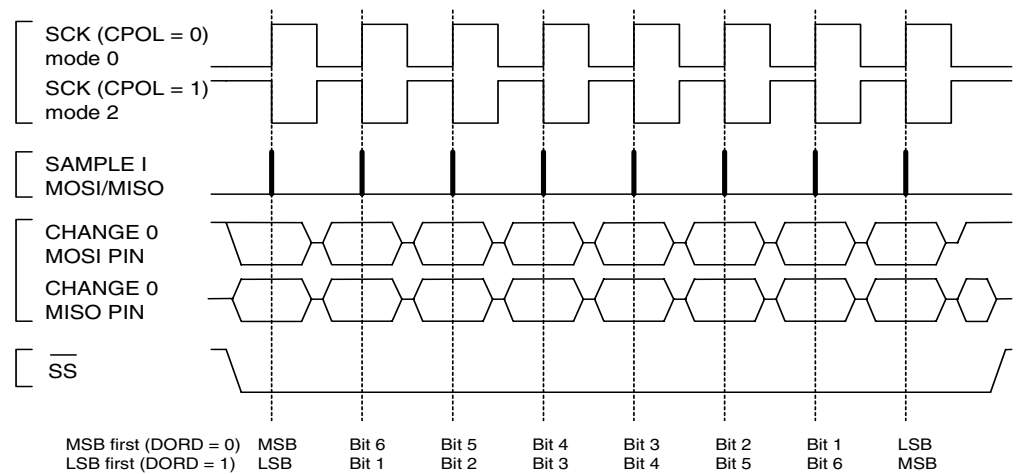 SCK (CPOL = 0)
mode 0
SCK (CPOL = 1)
mode 2
SAMPLE I
MOSI/MISO
CHANGE 0
MOSI PIN
CHANGE 0
MISO PIN
SS
MSB first (DORD = 0) MSB Bit 6 Bit 5 Bit 4 Bit 3 Bit 2 Bit 1 LSB
LSB first (DORD = 1) LSB Bit 1 Bit 2 Bit 3 Bit 4 Bit 5 Bit 6 MSB